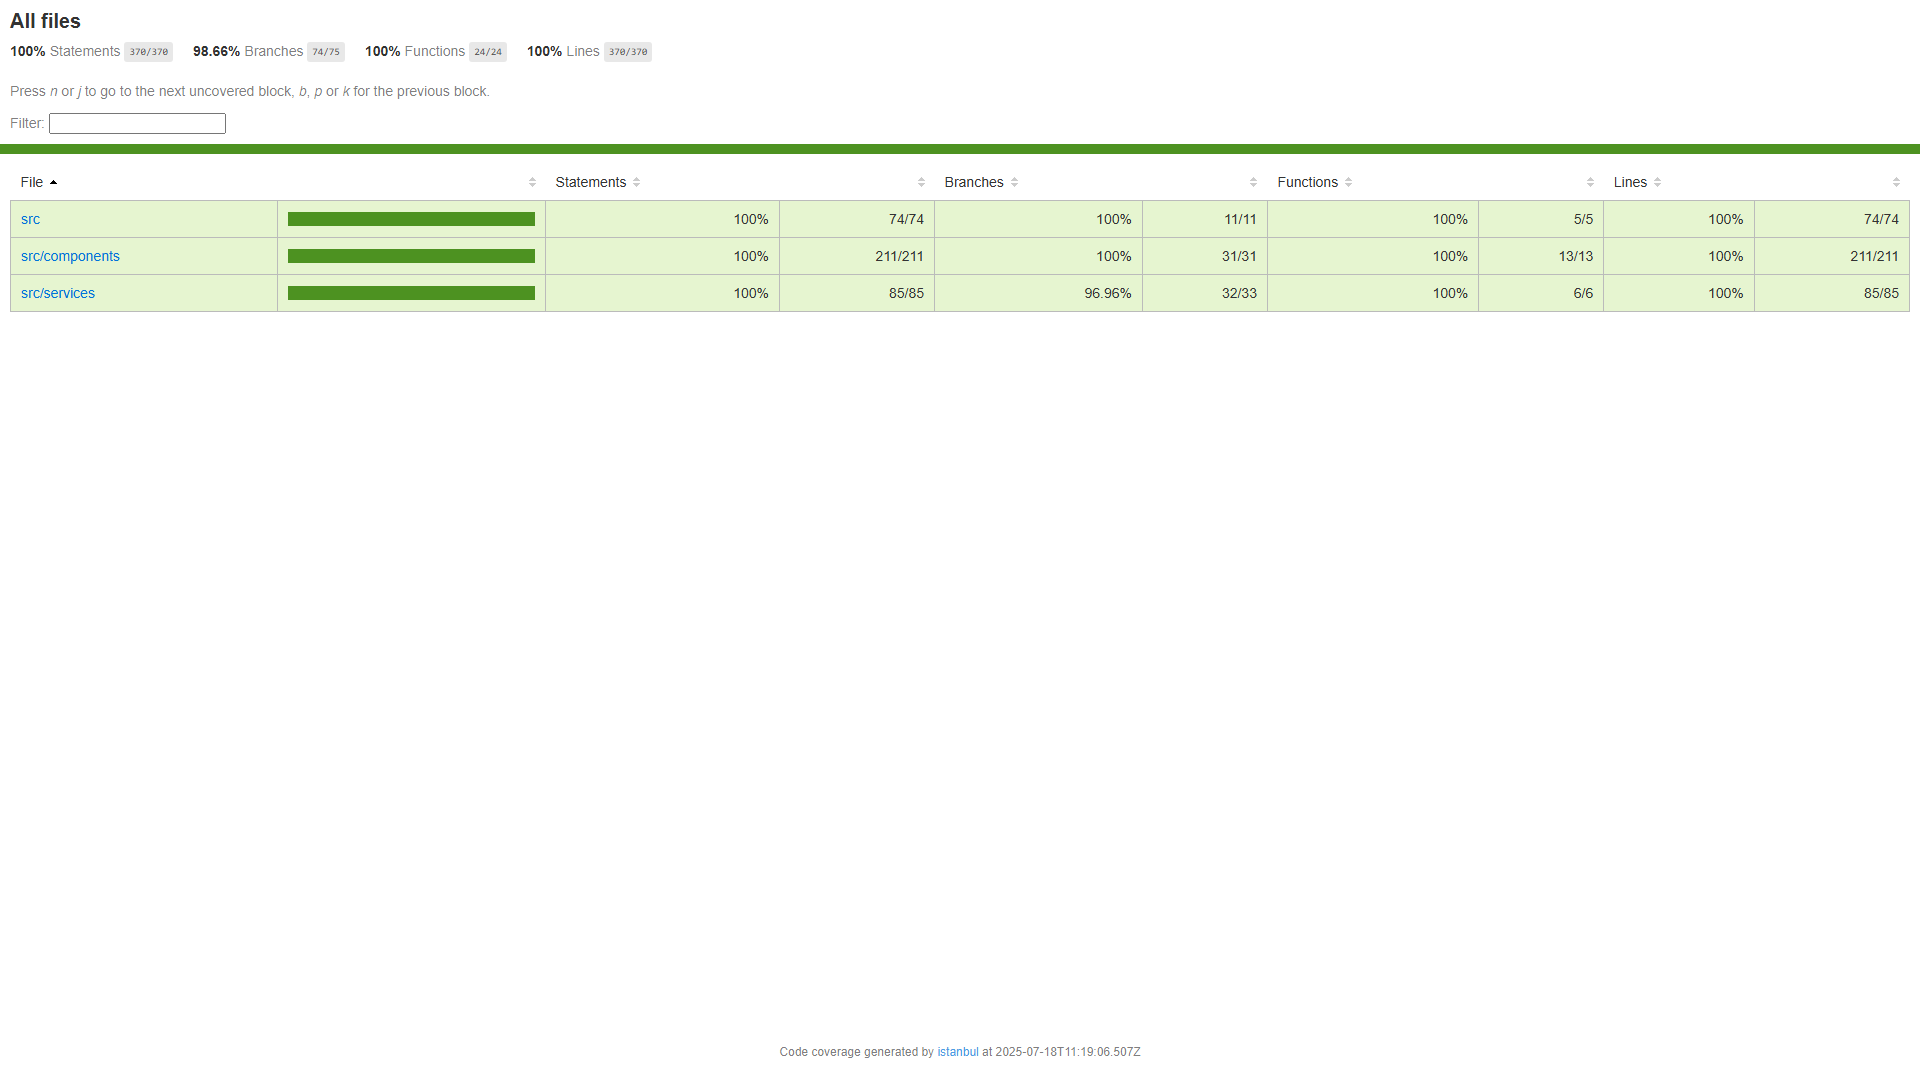 All files
100% Statements 370/370 98.66% Branches 74/75 100% Functions 24/24 100% Lines 370/370
Press n or j to go to the next uncovered block, b, p or k for the previous block.
Filter:
File Statements Branches Functions Lines
src 100% 74/74 100% 11/11 100% 5/5 100% 74/74
src/components 100% 211/211 100% 31/31 100% 13/13 100% 211/211
src/services 100% 85/85 96.96% 32/33 100% 6/6 100% 85/85
Code coverage generated by istanbul at 2025-07-18T11:19:06.507Z